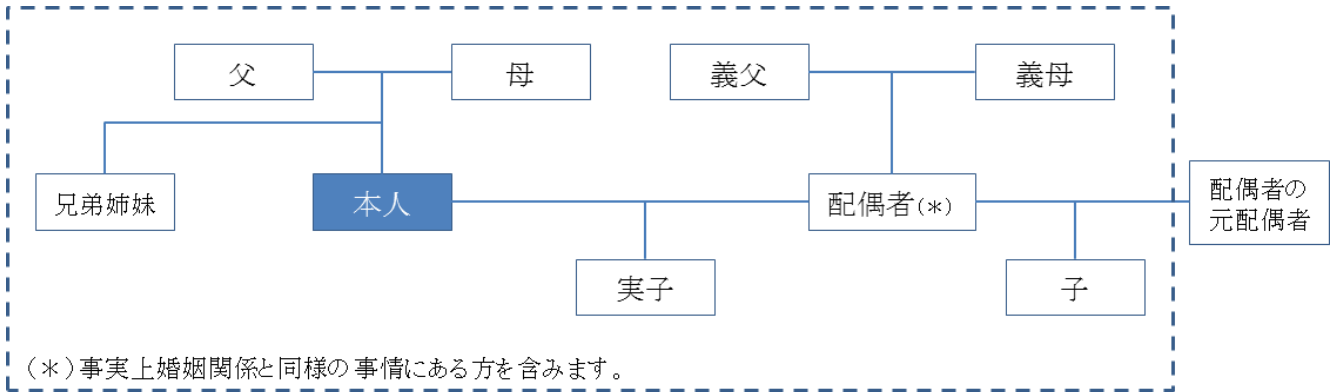 父
母
義父
義母
兄弟姉妹
本人
配偶者(*)
配偶者の
元配偶者
実子
子
(*)事実上婚姻関係と同様の事情にある方を含みます。